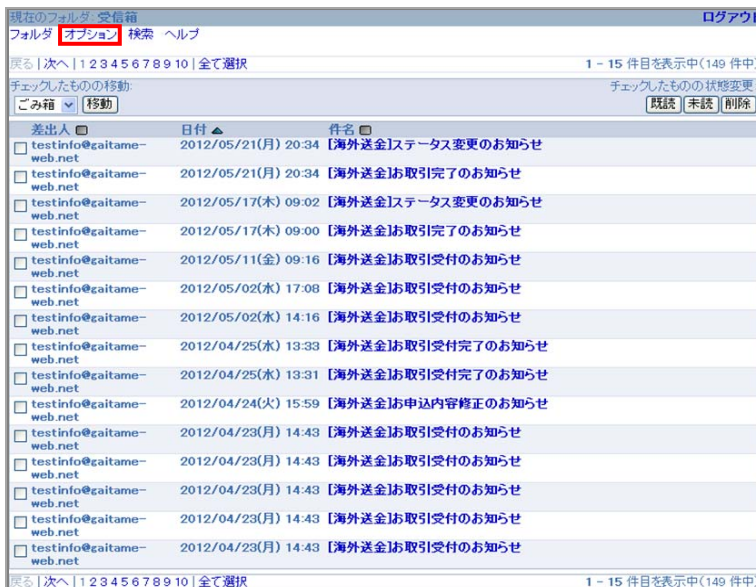 現在のフォルダ: 受信箱 ログアウト
フォルダ オプション 検索 ヘルプ
戻る | 次へ | 1 2 3 4 5 6 7 8 9 10 | 全て選択 1 - 15 件目を表示中(149 件中)
チェックしたものの移動: チェックしたものの状態変更
ごみ箱 移動 既読 未読 削除
差出人 日付 件名
testinfo@gaitame- 2012/05/21(月) 20:34 [海外送金]ステータス変更のお知らせ
web.net
testinfo@gaitame- 2012/05/21(月) 20:34 [海外送金]お取引完了のお知らせ
web.net
testinfo@gaitame- 2012/05/17(木) 09:02 [海外送金]ステータス変更のお知らせ
web.net
testinfo@gaitame- 2012/05/17(木) 09:00 [海外送金]お取引完了のお知らせ
web.net
testinfo@gaitame- 2012/05/11(金) 09:16 [海外送金]お取引受付のお知らせ
web.net
testinfo@gaitame- 2012/05/02(水) 17:08 [海外送金]お取引受付のお知らせ
web.net
testinfo@gaitame- 2012/05/02(水) 14:16 [海外送金]お取引受付のお知らせ
web.net
testinfo@gaitame- 2012/04/25(水) 13:33 [海外送金]お取引受付完了のお知らせ
web.net
testinfo@gaitame- 2012/04/25(水) 13:31 [海外送金]お取引受付完了のお知らせ
web.net
testinfo@gaitame- 2012/04/24(火) 15:59 [海外送金]お申込内容修正のお知らせ
web.net
testinfo@gaitame- 2012/04/23(月) 14:43 [海外送金]お取引受付のお知らせ
web.net
testinfo@gaitame- 2012/04/23(月) 14:43 [海外送金]お取引受付のお知らせ
web.net
testinfo@gaitame- 2012/04/23(月) 14:43 [海外送金]お取引受付のお知らせ
web.net
testinfo@gaitame- 2012/04/23(月) 14:43 [海外送金]お取引受付のお知らせ
web.net
testinfo@gaitame- 2012/04/23(月) 14:43 [海外送金]お取引受付のお知らせ
web.net
戻る | 次へ | 1 2 3 4 5 6 7 8 9 10 | 全て選択 1 - 15 件目を表示中(149 件中)